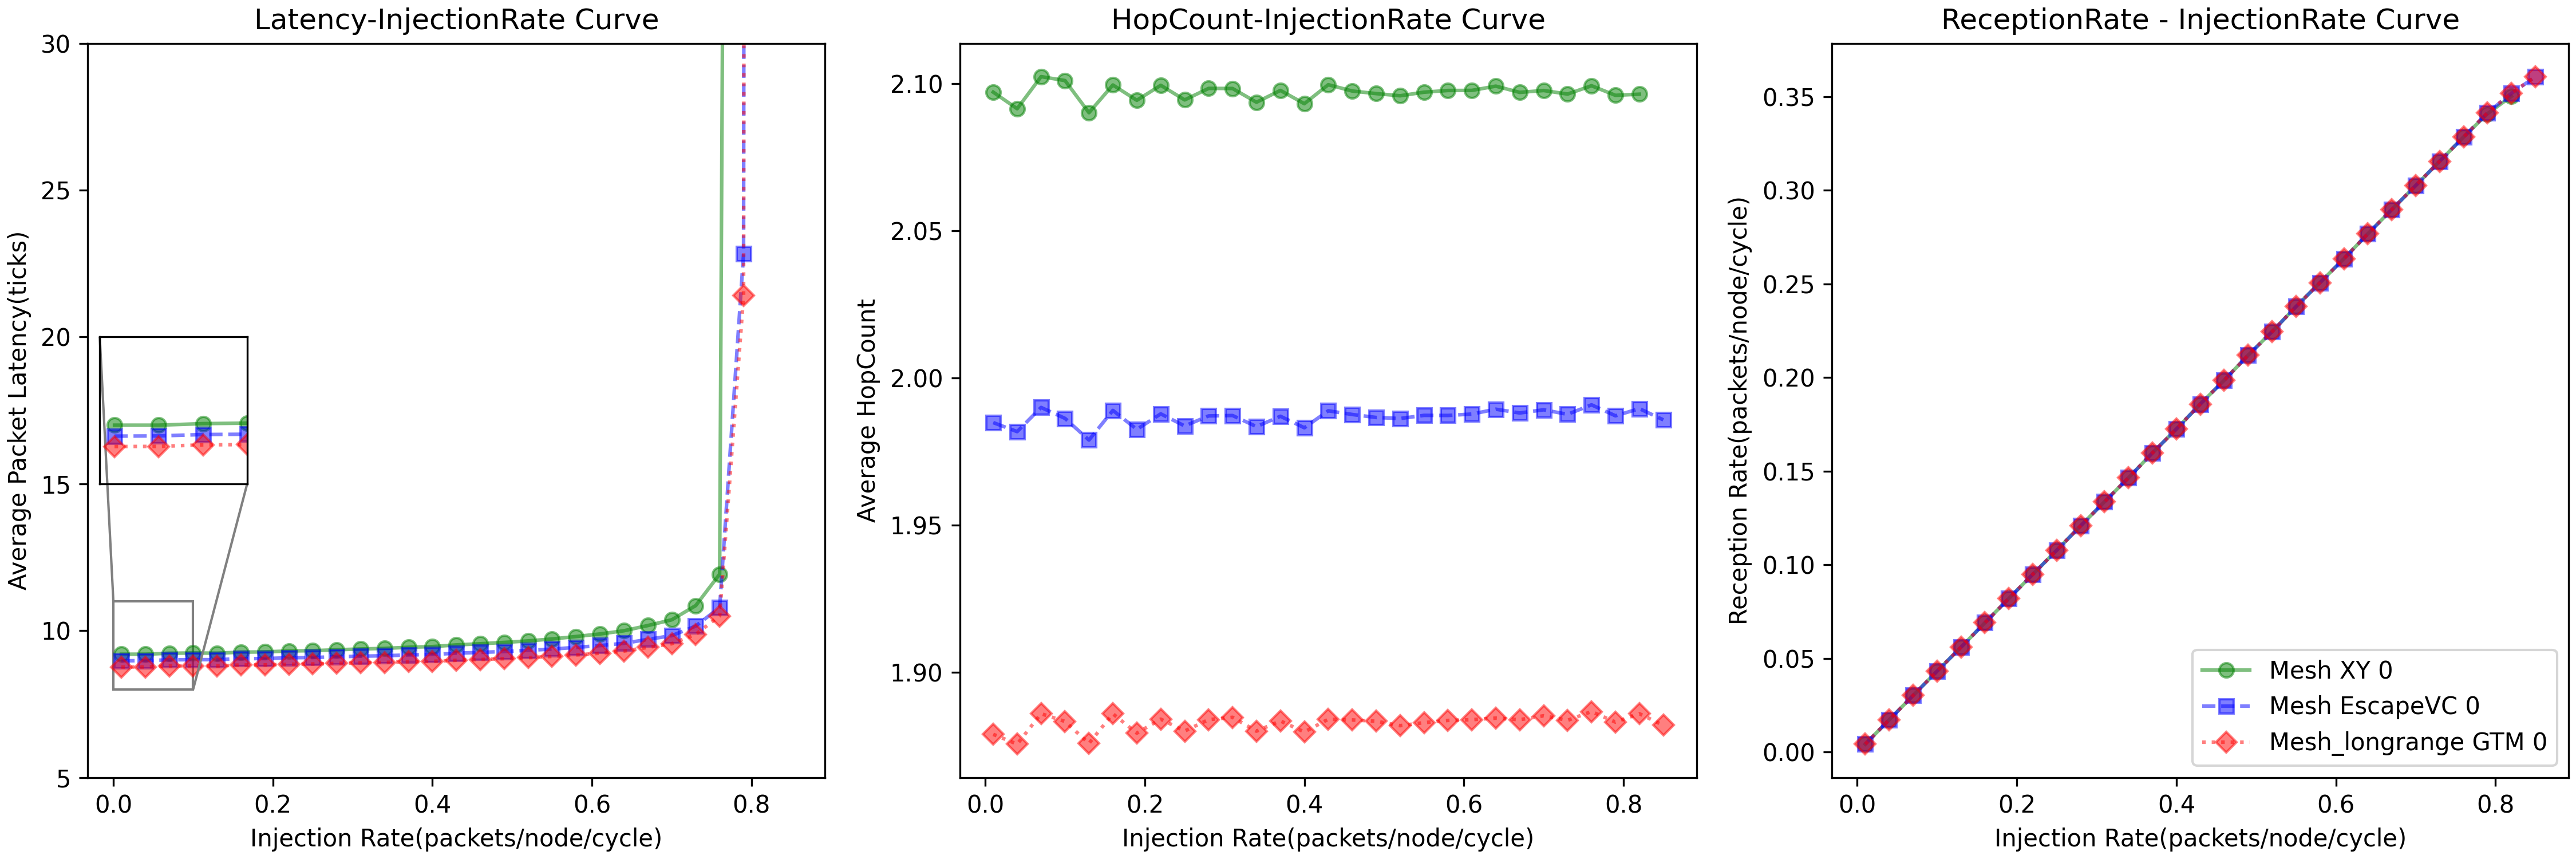 Latency-InjectionRate Curve
Average Packet Latency(ticks)
30
25
20
15
10
5
0.0 0.2 0.4 0.6 0.8
Injection Rate(packets/node/cycle)
HopCount-InjectionRate Curve
Average HopCount
2.10
2.05
2.00
1.95
1.90
0.0 0.2 0.4 0.6 0.8
Injection Rate(packets/node/cycle)
ReceptionRate - InjectionRate Curve
Reception Rate(packets/node/cycle)
0.35
0.30
0.25
0.20
0.15
0.10
0.05
0.00
Mesh XY 0
Mesh EscapeVC 0
Mesh_longrange GTM 0
0.0 0.2 0.4 0.6 0.8
Injection Rate(packets/node/cycle)